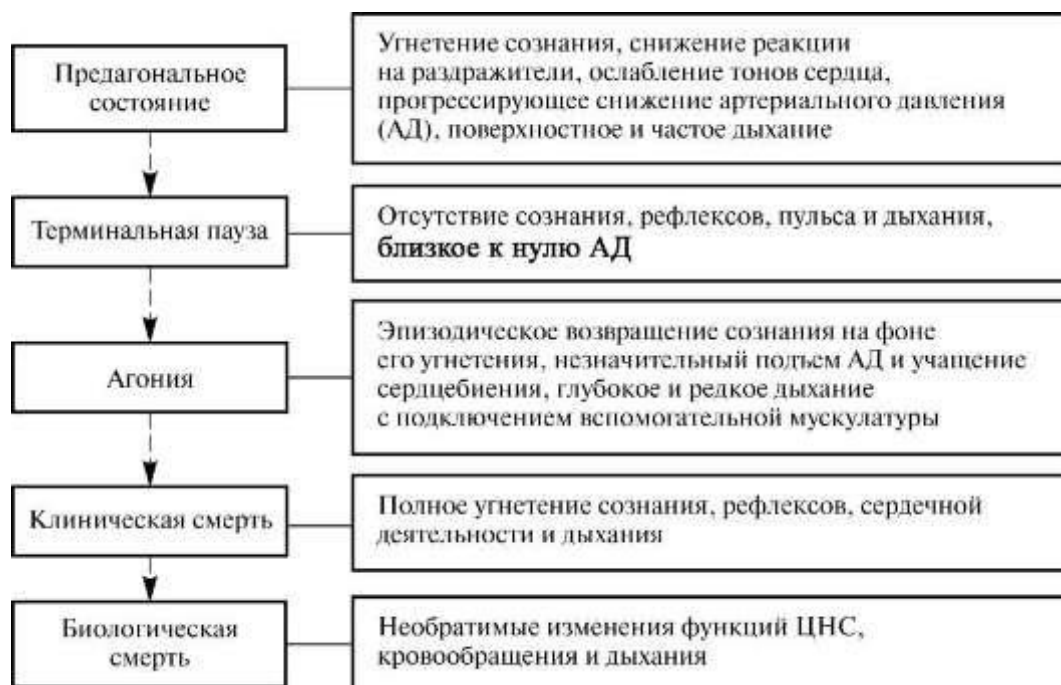 Предагональное
состояние
Угнетение сознания, снижение реакции
на раздражители, ослабление тонов сердца,
прогрессирующее снижение артериального давления
(АД), поверхностное и частое дыхание
Терминальная пауза
Отсутствие сознания, рефлексов, пульса и дыхания,
близкое к нулю АД
Агония
Эпизодическое возвращение сознания на фоне
его угнетения, незначительный подъем АД и учащение
сердцебиения, глубокое и редкое дыхание
с подключением вспомогательной мускулатуры
Клиническая смерть
Полное угнетение сознания, рефлексов, сердечной
деятельности и дыхания
Биологическая
смерть
Необратимые изменения функций ЦНС,
кровообращения и дыхания